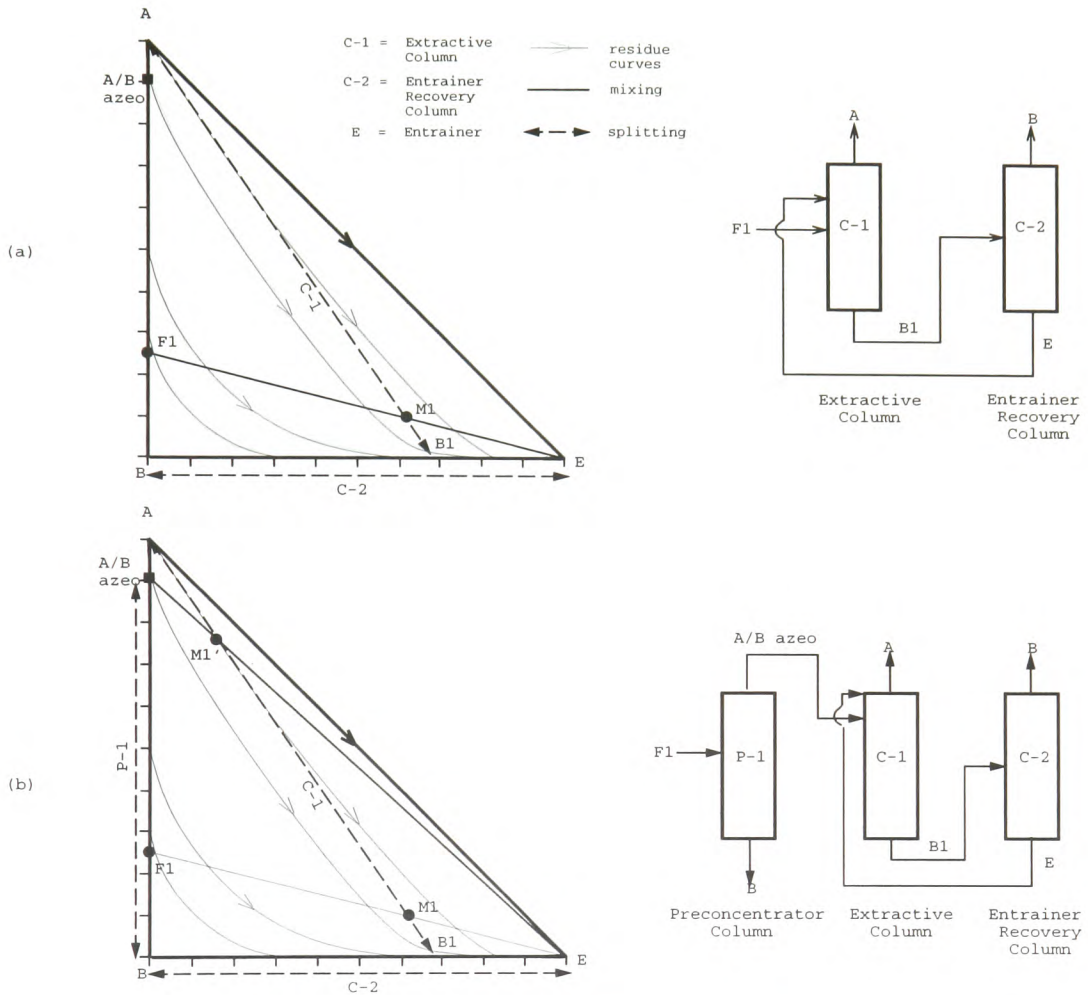 A
C-1 = Extractive
Column
residue
curves
A/B
azeo
C-2 = Entrainer
Recovery
Column
mixing
E = Entrainer
splitting
(a)
C-1
F1
M1
B1
B
E
C-2
A
B
F1
C-1
C-2
B1
E
Extractive
Column
Entrainer
Recovery
Column
A
A/B
azeo
M1'
P-1
(b)
C-1
F1
M1
B1
B
E
C-2
A/B azeo
A
B
F1
P-1
C-1
C-2
B1
E
B
Preconcentrator
Column
Extractive
Column
Entrainer
Recovery
Column